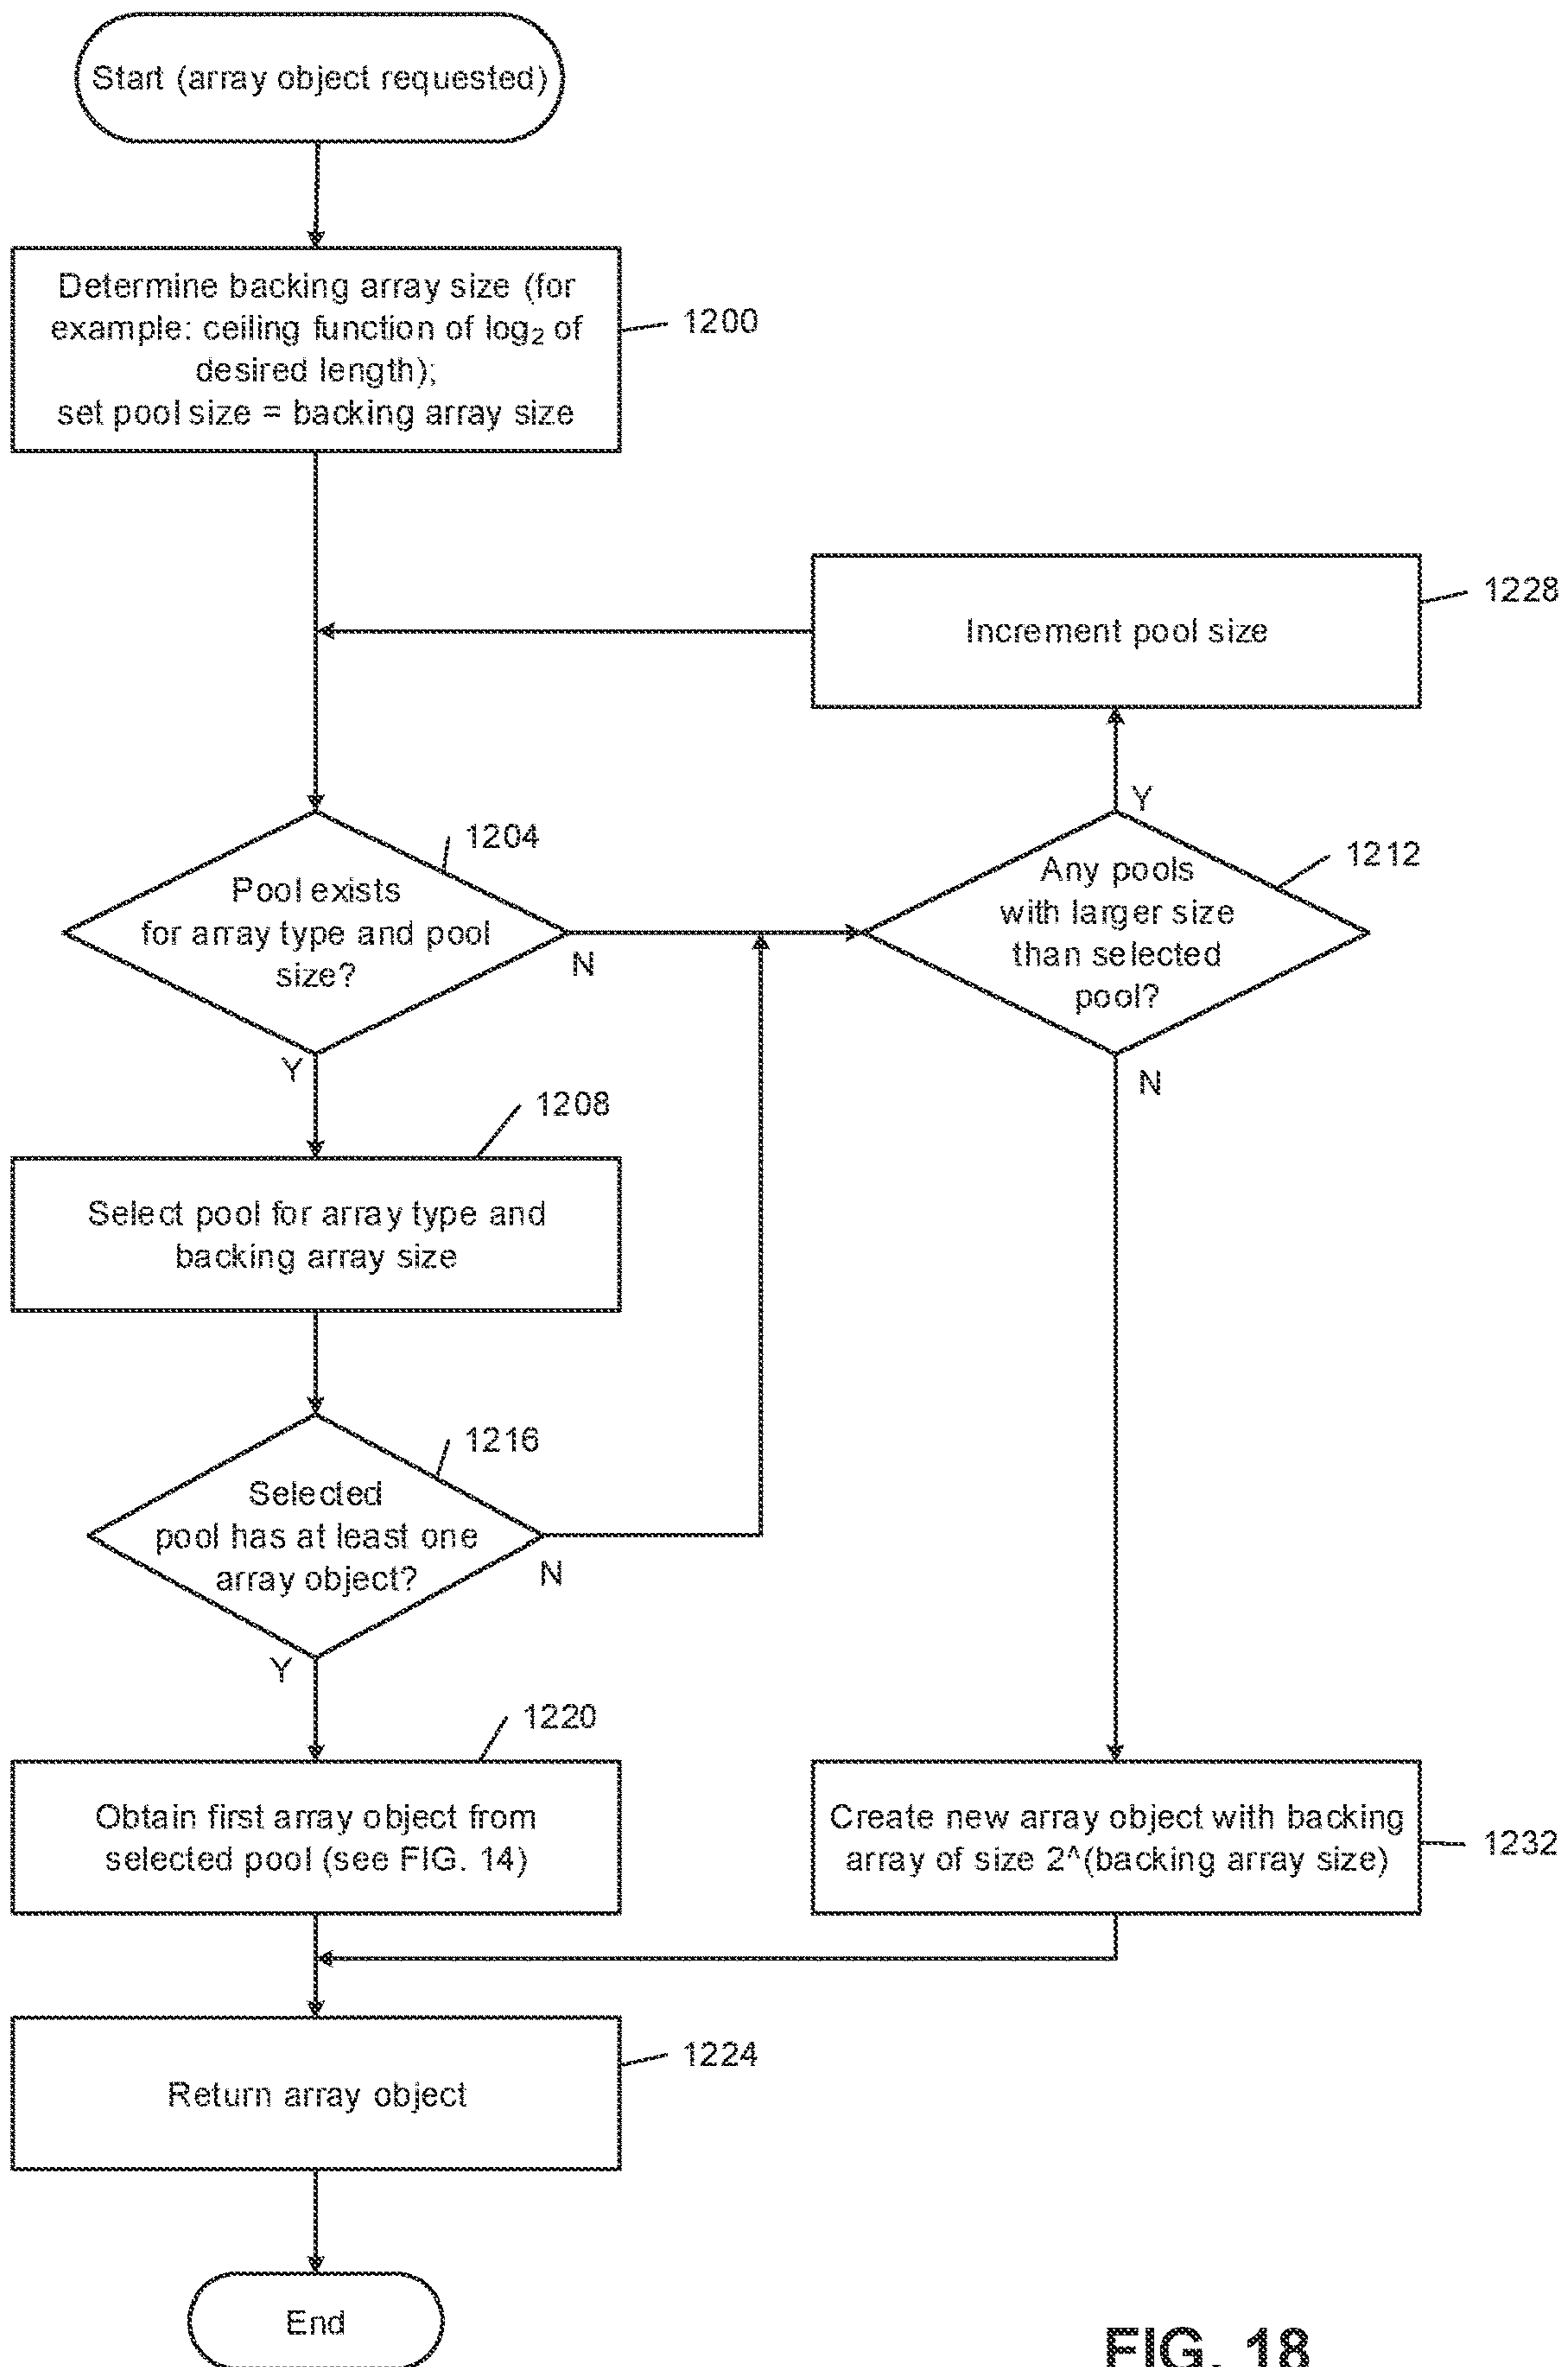 Start (array object requested)
Determine backing array size (for
example: ceiling function of log₂ of
desired length);
set pool size = backing array size
1200
Increment pool size
1228
Pool exists
for array type and pool
size?
1204
N
Y
Any pools
with larger size
than selected
pool?
1212
Y
N
Select pool for array type and
backing array size
1208
Selected
pool has at least one
array object?
1216
N
Y
Obtain first array object from
selected pool (see FIG. 14)
1220
Create new array object with backing
array of size 2^(backing array size)
1232
Return array object
1224
End
FIG. 18